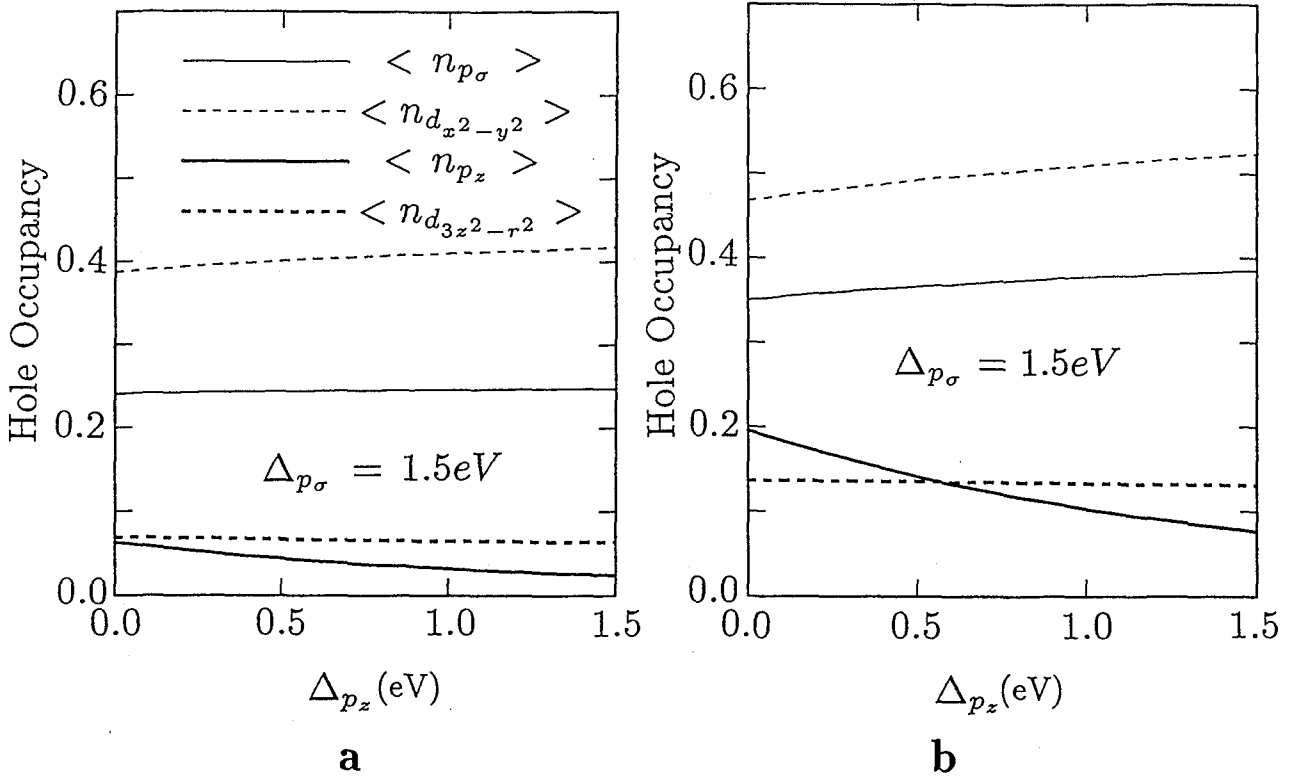 < n_{p_σ} >
< n_{d_{x^2-y^2}} >
< n_{p_z} >
< n_{d_{3z^2-r^2}} >
Hole Occupancy
0.6
0.4
0.2
0.0
Δ_{p_σ} = 1.5eV
0.0 0.5 1.0 1.5
Δ_{p_z}(eV)
a
Hole Occupancy
0.6
0.4
0.2
0.0
Δ_{p_σ} = 1.5eV
0.0 0.5 1.0 1.5
Δ_{p_z}(eV)
b